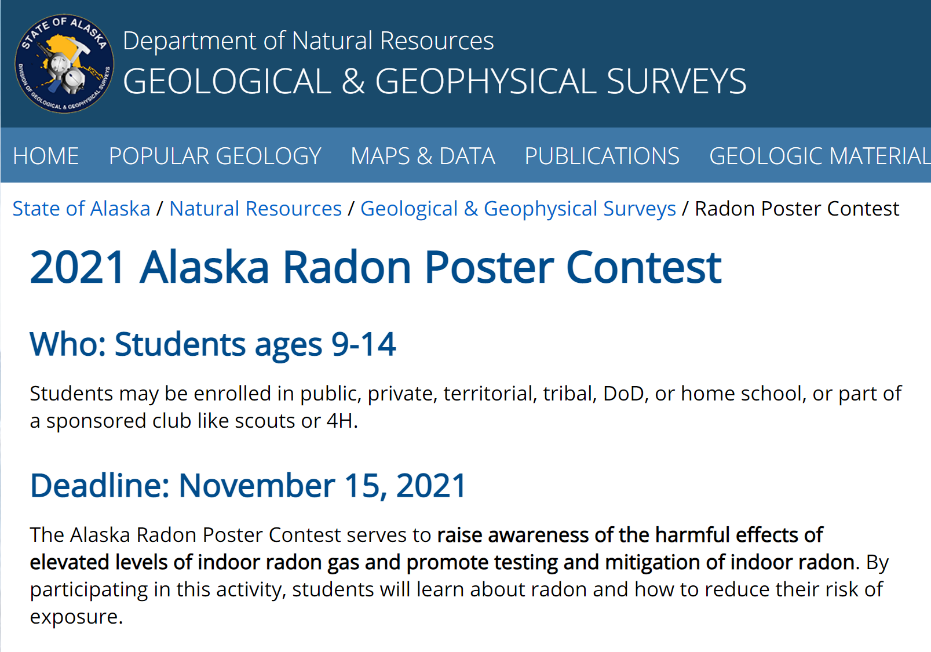 STATE OF ALASKA
DIVISION OF GEOLOGICAL & GEOPHYSICAL SURVEYS
Department of Natural Resources
GEOLOGICAL & GEOPHYSICAL SURVEYS
HOME POPULAR GEOLOGY MAPS & DATA PUBLICATIONS GEOLOGIC MATERIAL
State of Alaska / Natural Resources / Geological & Geophysical Surveys / Radon Poster Contest
2021 Alaska Radon Poster Contest
Who: Students ages 9-14
Students may be enrolled in public, private, territorial, tribal, DoD, or home school, or part of
a sponsored club like scouts or 4H.
Deadline: November 15, 2021
The Alaska Radon Poster Contest serves to raise awareness of the harmful effects of
elevated levels of indoor radon gas and promote testing and mitigation of indoor radon. By
participating in this activity, students will learn about radon and how to reduce their risk of
exposure.